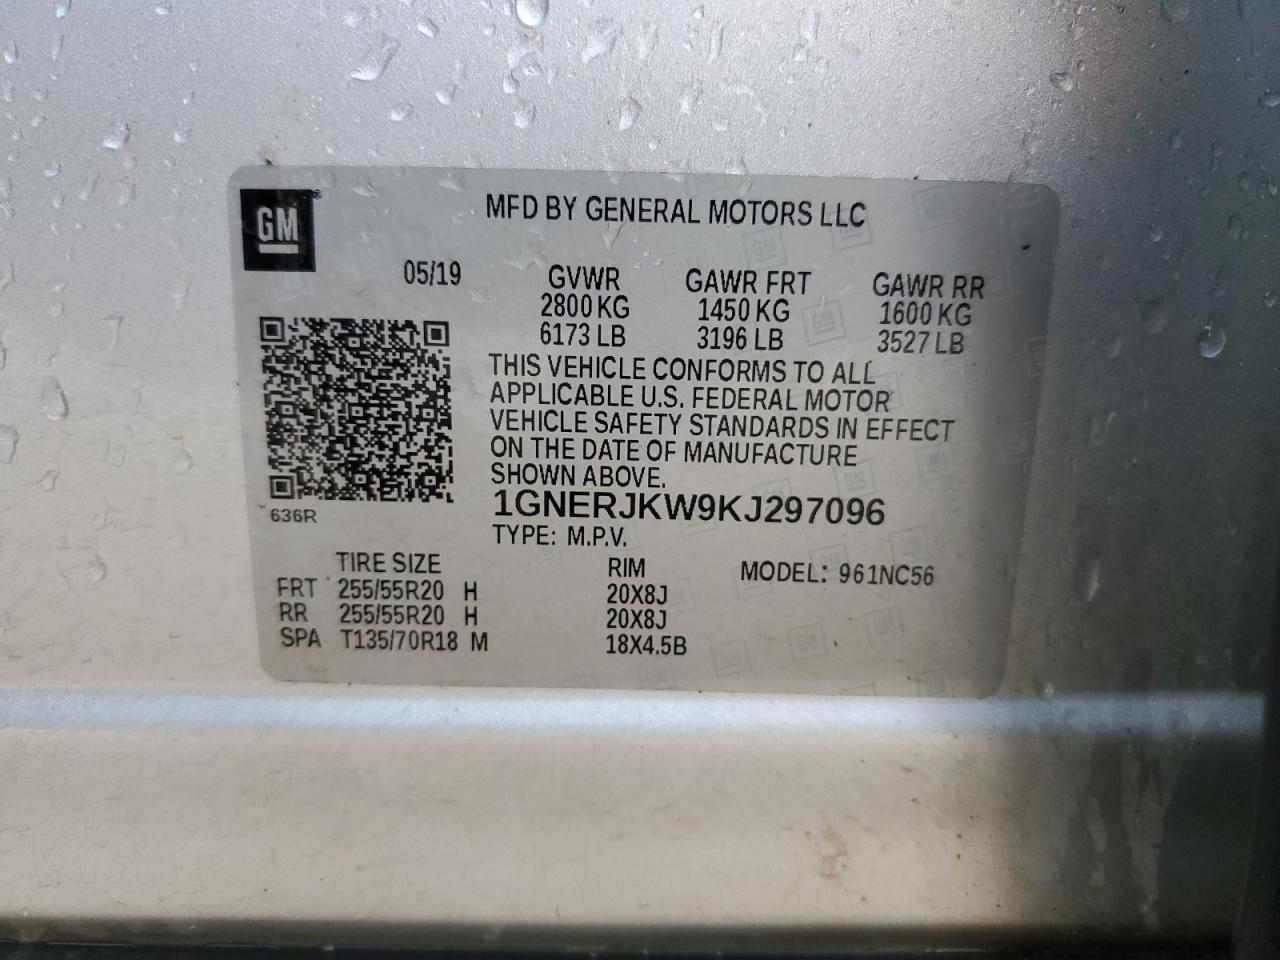 GM ®
MFD BY GENERAL MOTORS LLC
05/19 GVWR GAWR FRT GAWR RR
2800 KG 1450 KG 1600 KG
6173 LB 3196 LB 3527 LB
THIS VEHICLE CONFORMS TO ALL
APPLICABLE U.S. FEDERAL MOTOR
VEHICLE SAFETY STANDARDS IN EFFECT
ON THE DATE OF MANUFACTURE
SHOWN ABOVE.
1GNERJKW9KJ297096
636R
TYPE: M.P.V.
TIRE SIZE RIM MODEL: 961NC56
FRT 255/55R20 H 20X8J
RR 255/55R20 H 20X8J
SPA T135/70R18 M 18X4.5B